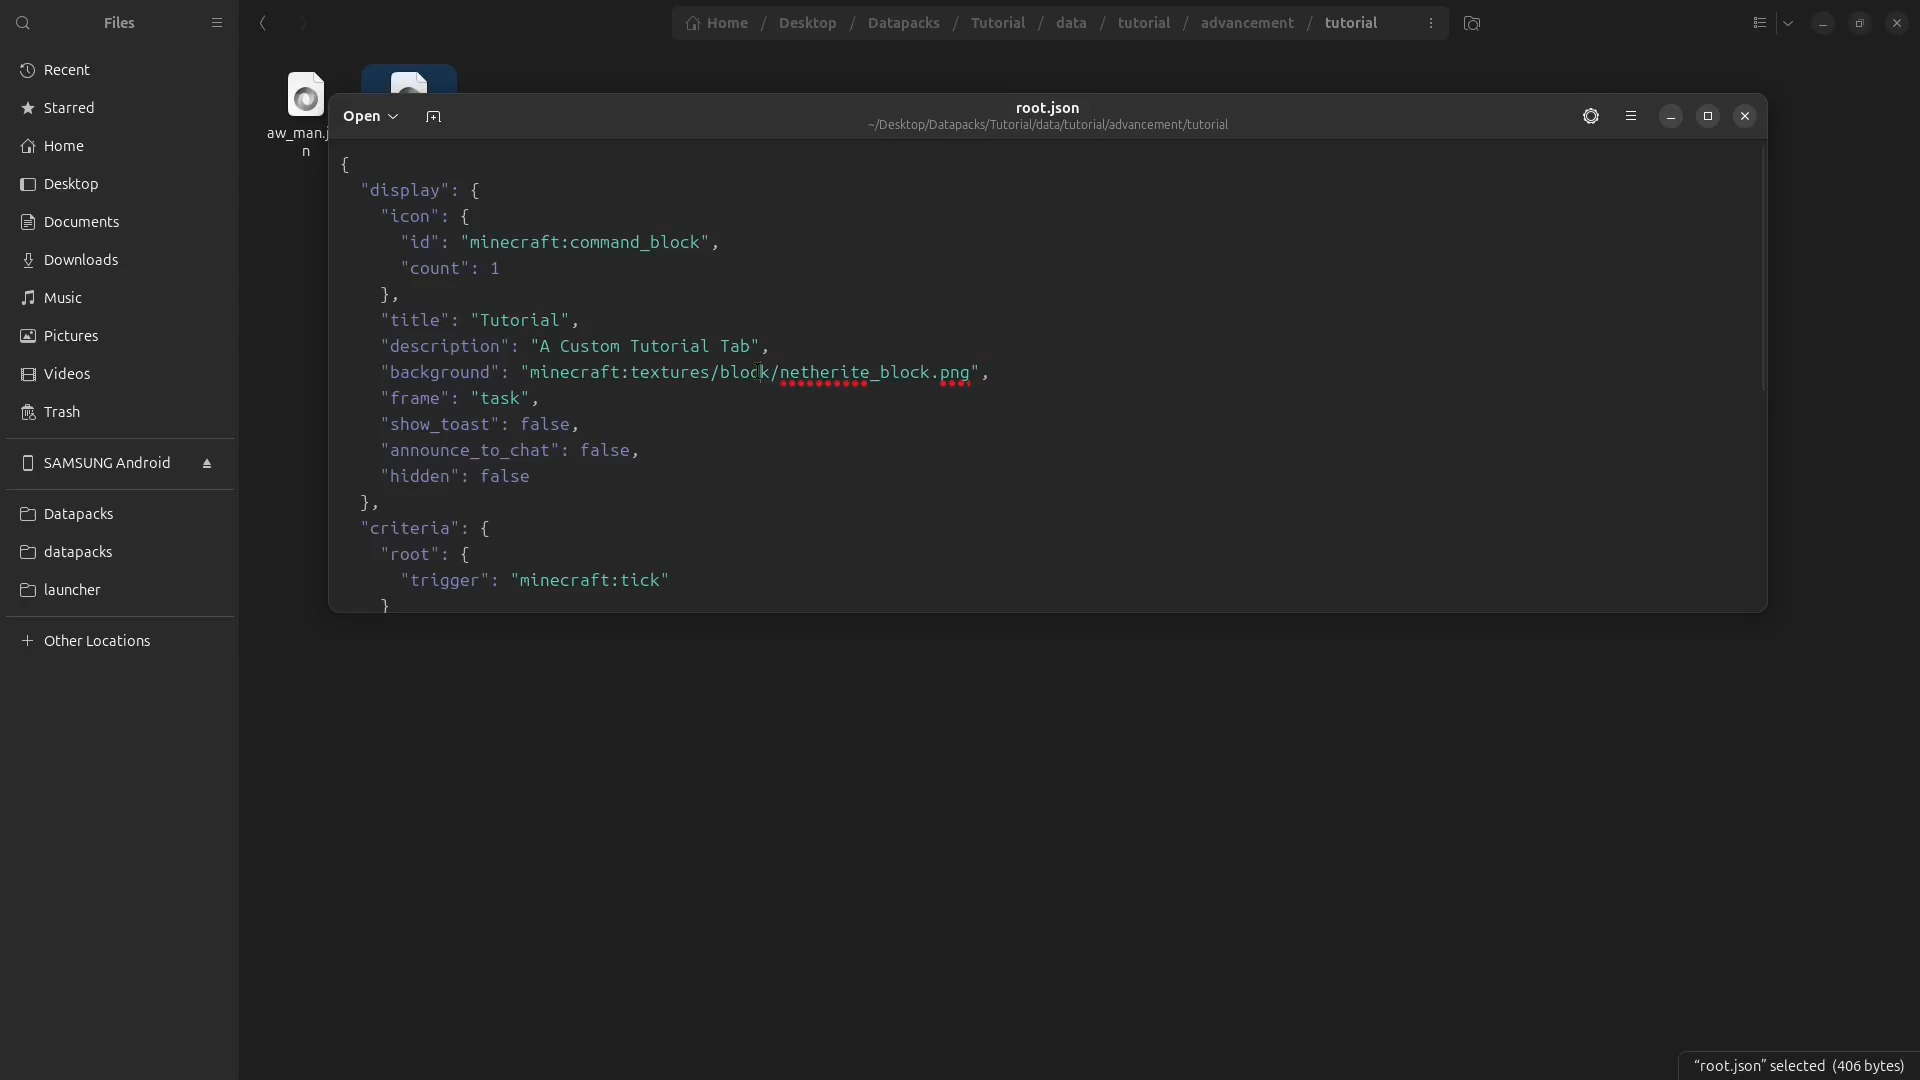 Files
Home / Desktop / Datapacks / Tutorial / data / tutorial / advancement / tutorial
Recent
Starred
Home
Desktop
Documents
Downloads
Music
Pictures
Videos
Trash
SAMSUNG Android
Datapacks
datapacks
launcher
Other Locations
aw_man.j
n
Open
root.json
~/Desktop/Datapacks/Tutorial/data/tutorial/advancement/tutorial
{
"display": {
"icon": {
"id": "minecraft:command_block",
"count": 1
},
"title": "Tutorial",
"description": "A Custom Tutorial Tab",
"background": "minecraft:textures/block/netherite_block.png",
"frame": "task",
"show_toast": false,
"announce_to_chat": false,
"hidden": false
},
"criteria": {
"root": {
"trigger": "minecraft:tick"
}
“root.json” selected (406 bytes)